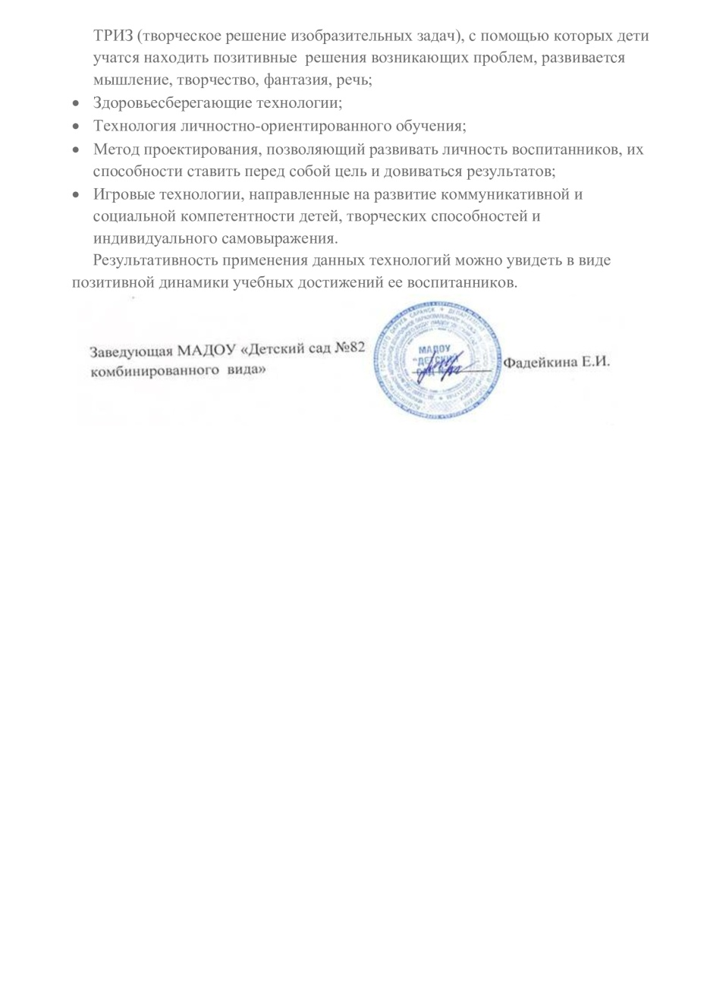 ТРИЗ (творческое решение изобразительных задач), с помощью которых дети
учатся находить позитивные  решения возникающих проблем, развивается
мышление, творчество, фантазия, речь;
• Здоровьесберегающие технологии;
• Технология личностно-ориентированного обучения;
• Метод проектирования, позволяющий развивать личность воспитанников, их
способности ставить перед собой цель и довиваться результатов;
• Игровые технологии, направленные на развитие коммуникативной и
социальной компетентности детей, творческих способностей и
индивидуального самовыражения.
Результативность применения данных технологий можно увидеть в виде
позитивной динамики учебных достижений ее воспитанников.
Заведующая МАДОУ «Детский сад №82
комбинированного  вида»
МАДОУ
"ДЕТСКИЙ
Фадейкина Е.И.